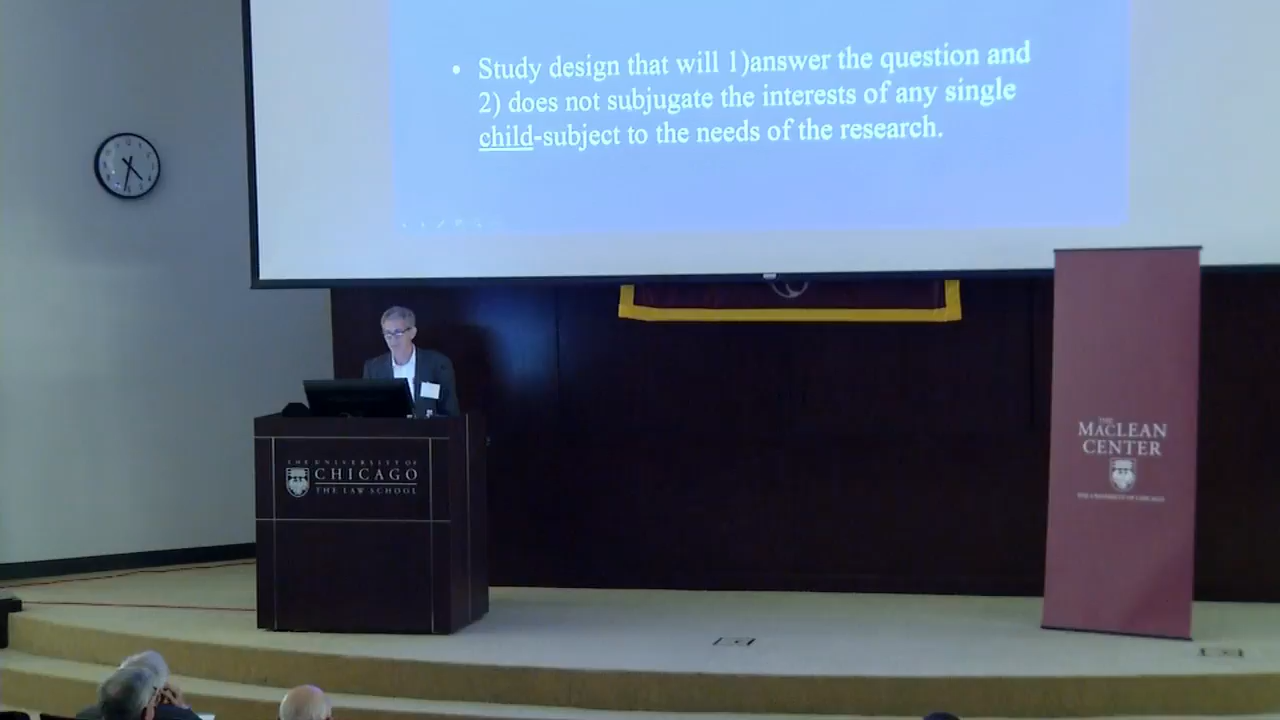 • Study design that will 1)answer the question and
2) does not subjugate the interests of any single
child-subject to the needs of the research.
THE UNIVERSITY OF
CHICAGO
THE LAW SCHOOL
THE
MACLEAN
CENTER
THE UNIVERSITY OF CHICAGO